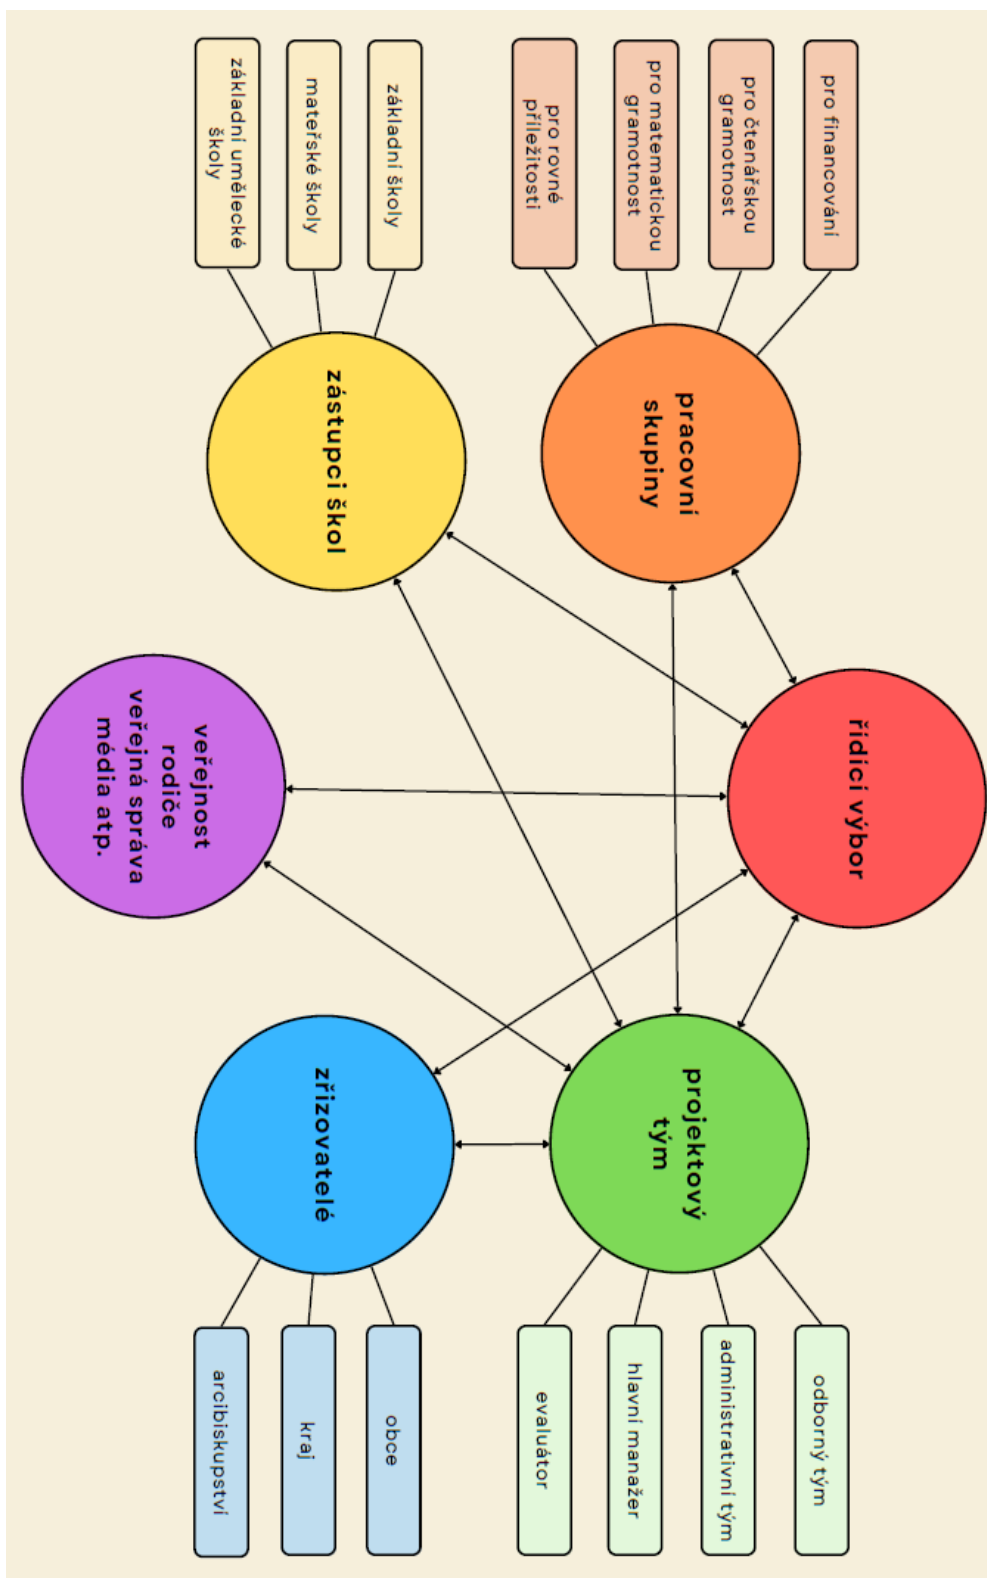 řídicí výbor
pro financování
pro čtenářskou
gramotnost
pro matematickou
gramotnost
pro rovné
příležitosti
pracovní
skupiny
projektový
tým
odborný tým
administrativní tým
hlavní manažer
evaluátor
základní školy
mateřské školy
základní umělecké
školy
zástupci škol
zřizovatelé
obce
kraj
arcibiskupství
veřejnost
rodiče
veřejná správa
média atp.